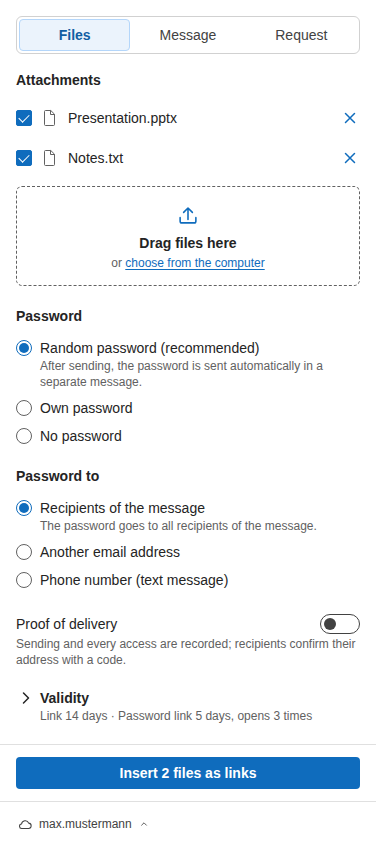 Files
Message
Request
Attachments
Presentation.pptx
Notes.txt
Drag files here
or choose from the computer
Password
Random password (recommended)
After sending, the password is sent automatically in a
separate message.
Own password
No password
Password to
Recipients of the message
The password goes to all recipients of the message.
Another email address
Phone number (text message)
Proof of delivery
Sending and every access are recorded; recipients confirm their
address with a code.
Validity
Link 14 days · Password link 5 days, opens 3 times
Insert 2 files as links
max.mustermann